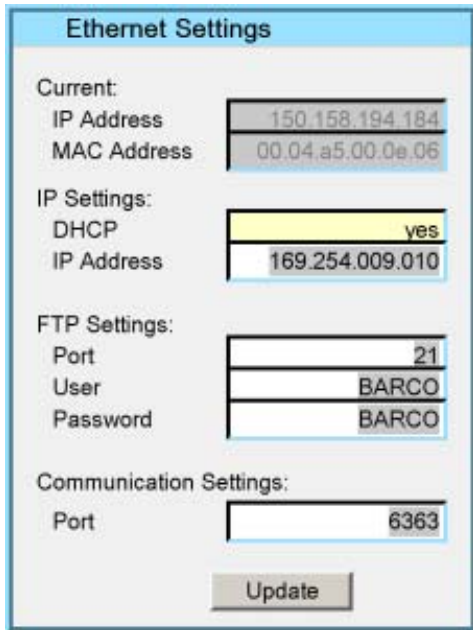 Ethernet Settings
Current:
IP Address 150.158.194.184
MAC Address 00.04.a5.00.0e.06
IP Settings:
DHCP yes
IP Address 169.254.009.010
FTP Settings:
Port 21
User BARCO
Password BARCO
Communication Settings:
Port 6363
Update